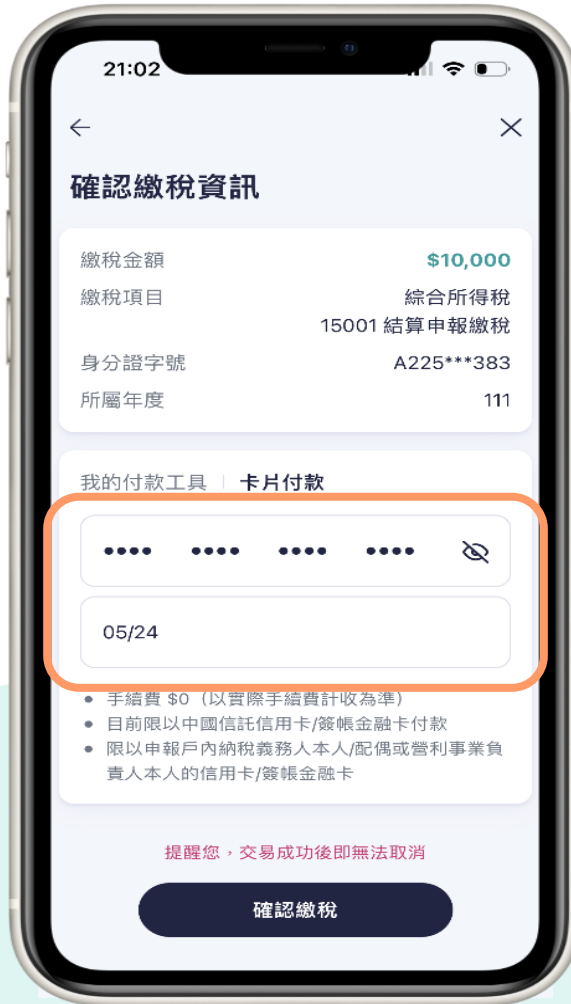 21:02
確認繳稅資訊
繳稅金額 $10,000
繳稅項目 綜合所得稅
15001 結算申報繳稅
身分證字號 A225***383
所屬年度 111
我的付款工具 | 卡片付款
•••• •••• •••• ••••
05/24
• 手續費 $0（以實際手續費計收為準）
• 目前限以中國信託信用卡/簽帳金融卡付款
• 限以申報戶內納稅義務人本人/配偶或營利事業負
責人本人的信用卡/簽帳金融卡
提醒您，交易成功後即無法取消
確認繳稅